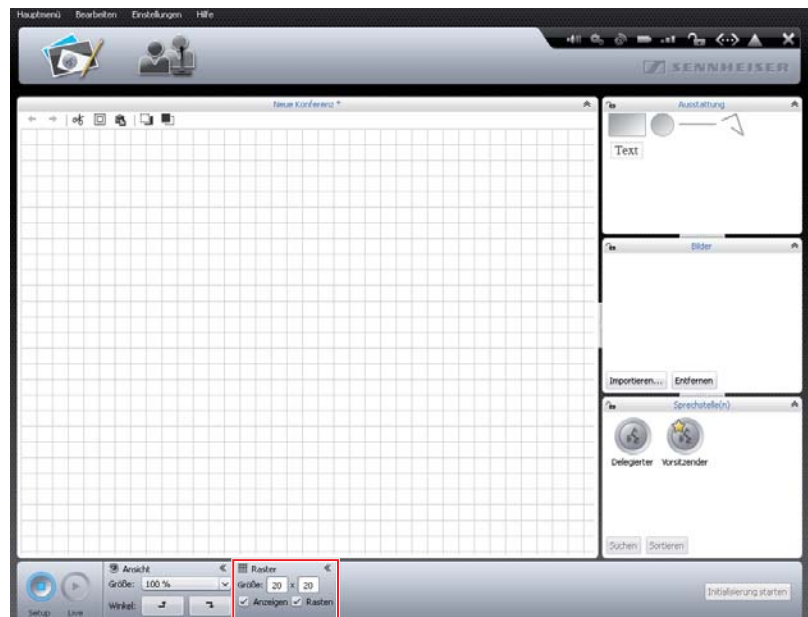 Hauptmenü Bearbeiten Einstellungen Hilfe
SENNHEISER
Neue Konferenz *
Ausstattung
Text
Bilder
Importieren... Entfernen
Sprechstelle(n)
Delegierter Vorsitzender
Suchen Sortieren
Ansicht
Größe: 100 %
Winkel:
Raster
Größe: 20 x 20
Anzeigen Rasten
Setup Live
Initialisierung starten